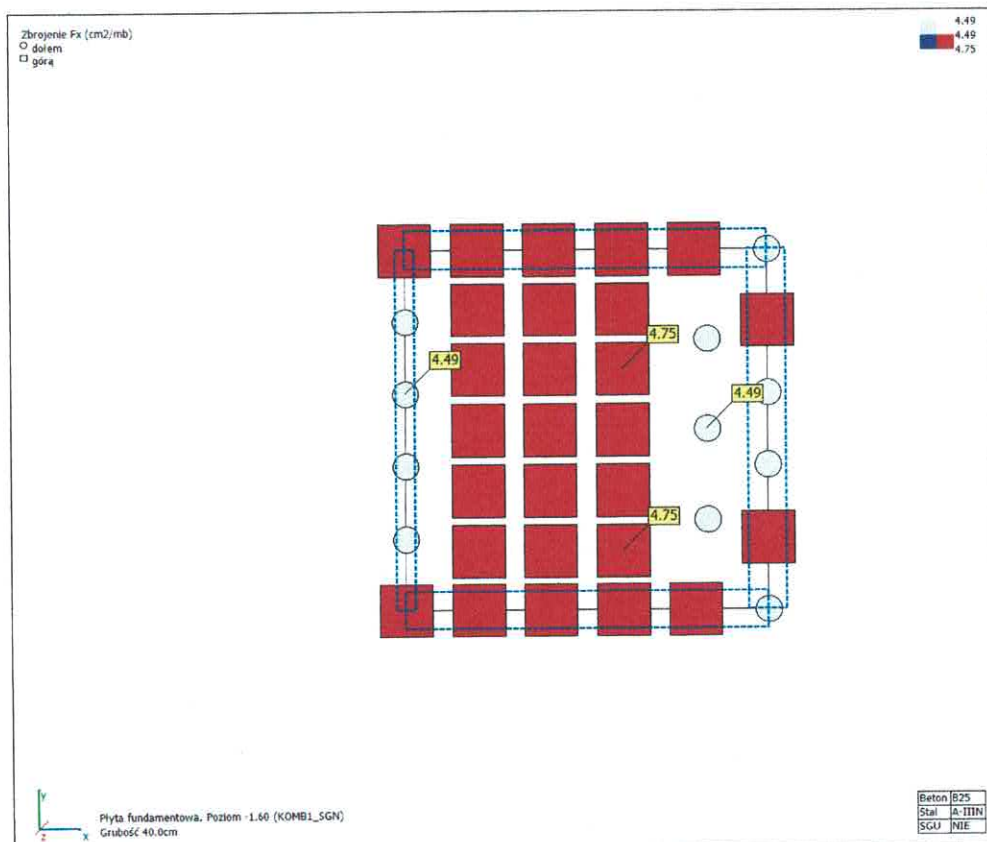 Zbrojenie Fx (cm2/mb)
dołem
górą
4.49
4.49
4.75
4.75
4.49
4.49
4.75
Płyta fundamentowa. Poziom -1.60 (KOMB1_SGN)
Grubość 40.0cm
Beton B25
Stal A-IIIN
SGU NIE
y
z x